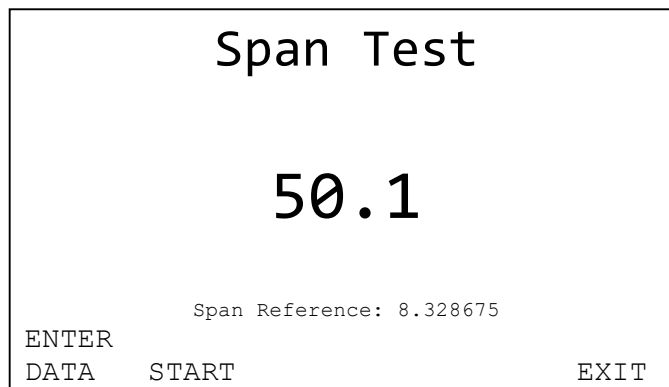 Span Test
50.1
Span Reference: 8.328675
ENTER
DATA START EXIT